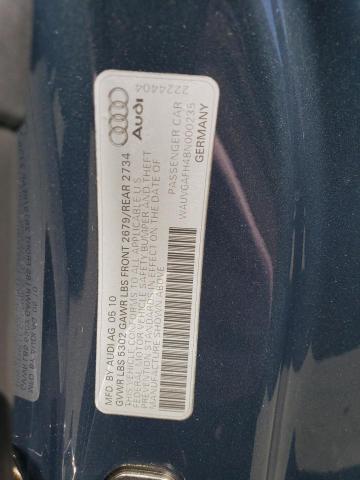 2224404
Audi
MFD. BY AUDI AG 05 10
GVWR LBS 5302 GAWR LBS FRONT 2679/REAR 2734
THIS VEHICLE CONFORMS TO ALL APPLICABLE U.S.
FEDERAL MOTOR VEHICLE SAFETY BUMPER AND THEFT
PREVENTION STANDARDS IN EFFECT ON THE DATE OF
MANUFACTURE SHOWN ABOVE
PASSENGER CAR
WAUVGAFH4BN000235
GERMANY